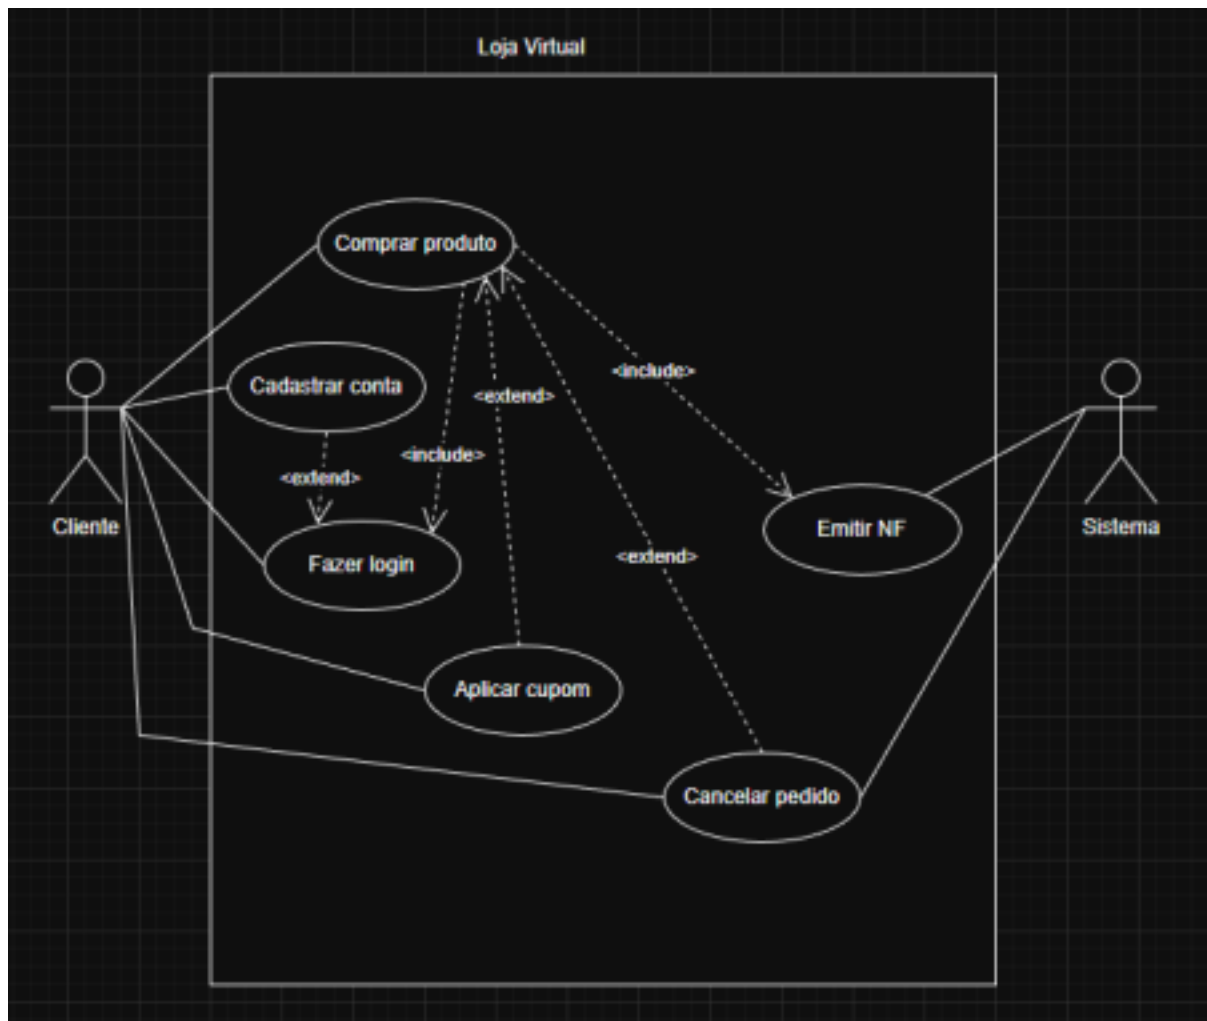 Loja Virtual
Comprar produto
<include>
Cadastrar conta
<extend>
<include>
<extend>
Cliente
Sistema
Emitir NF
<extend>
Fazer login
Aplicar cupom
Cancelar pedido